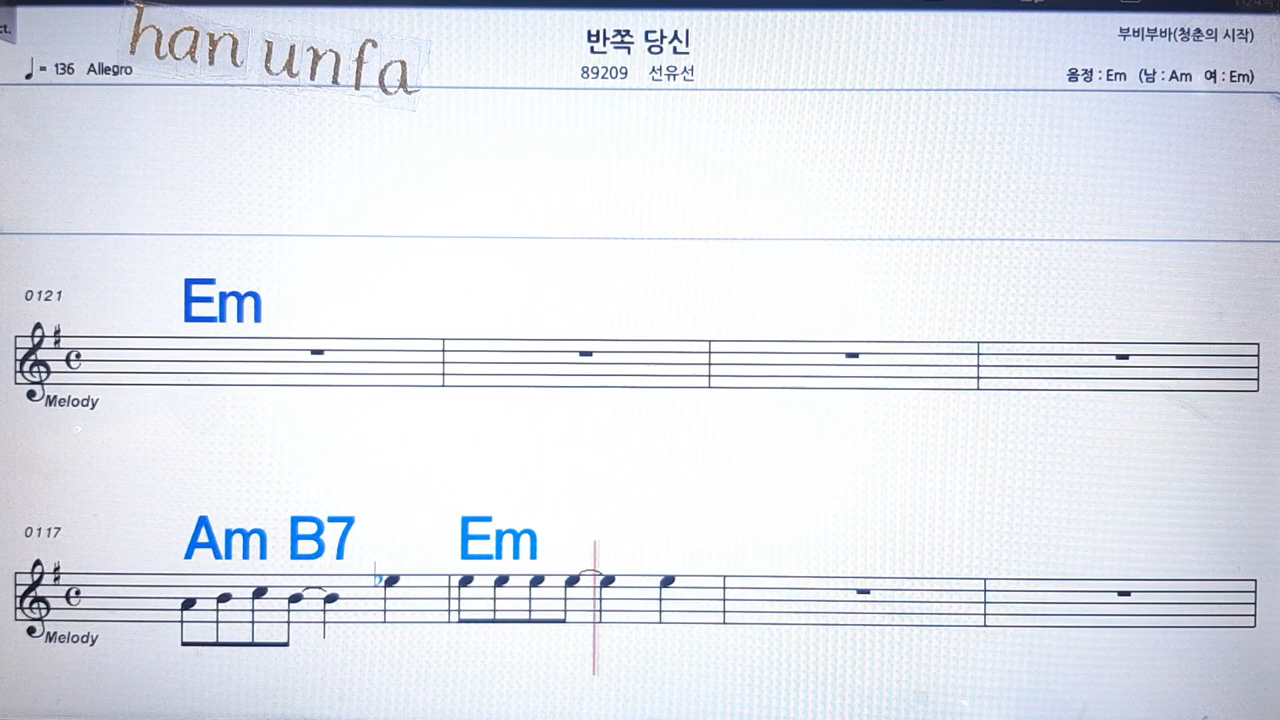 ct.
han unfa
반쪽 당신
부비부바(청춘의 시작)
♩ = 136 Allegro
89209 선유선
음정 : Em (남 : Am 여 : Em)
0121
Em
Melody
0117
Am B7 Em
Melody